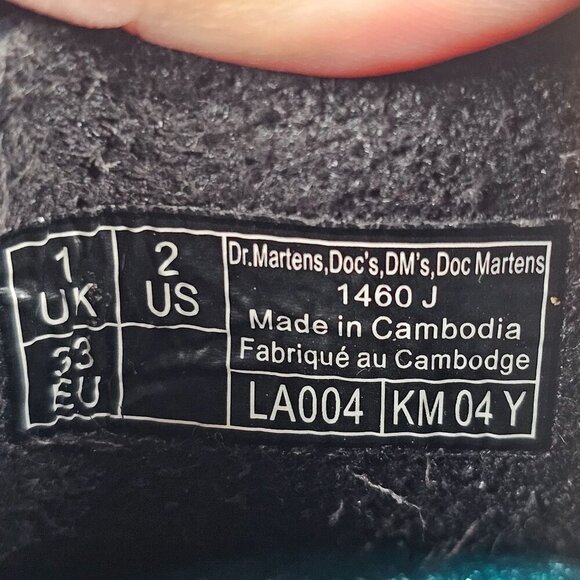 1
UK
2
US
33
EU
Dr.Martens,Doc's,DM's,Doc Martens
1460 J
Made in Cambodia
Fabriqué au Cambodge
LA004
KM 04 Y